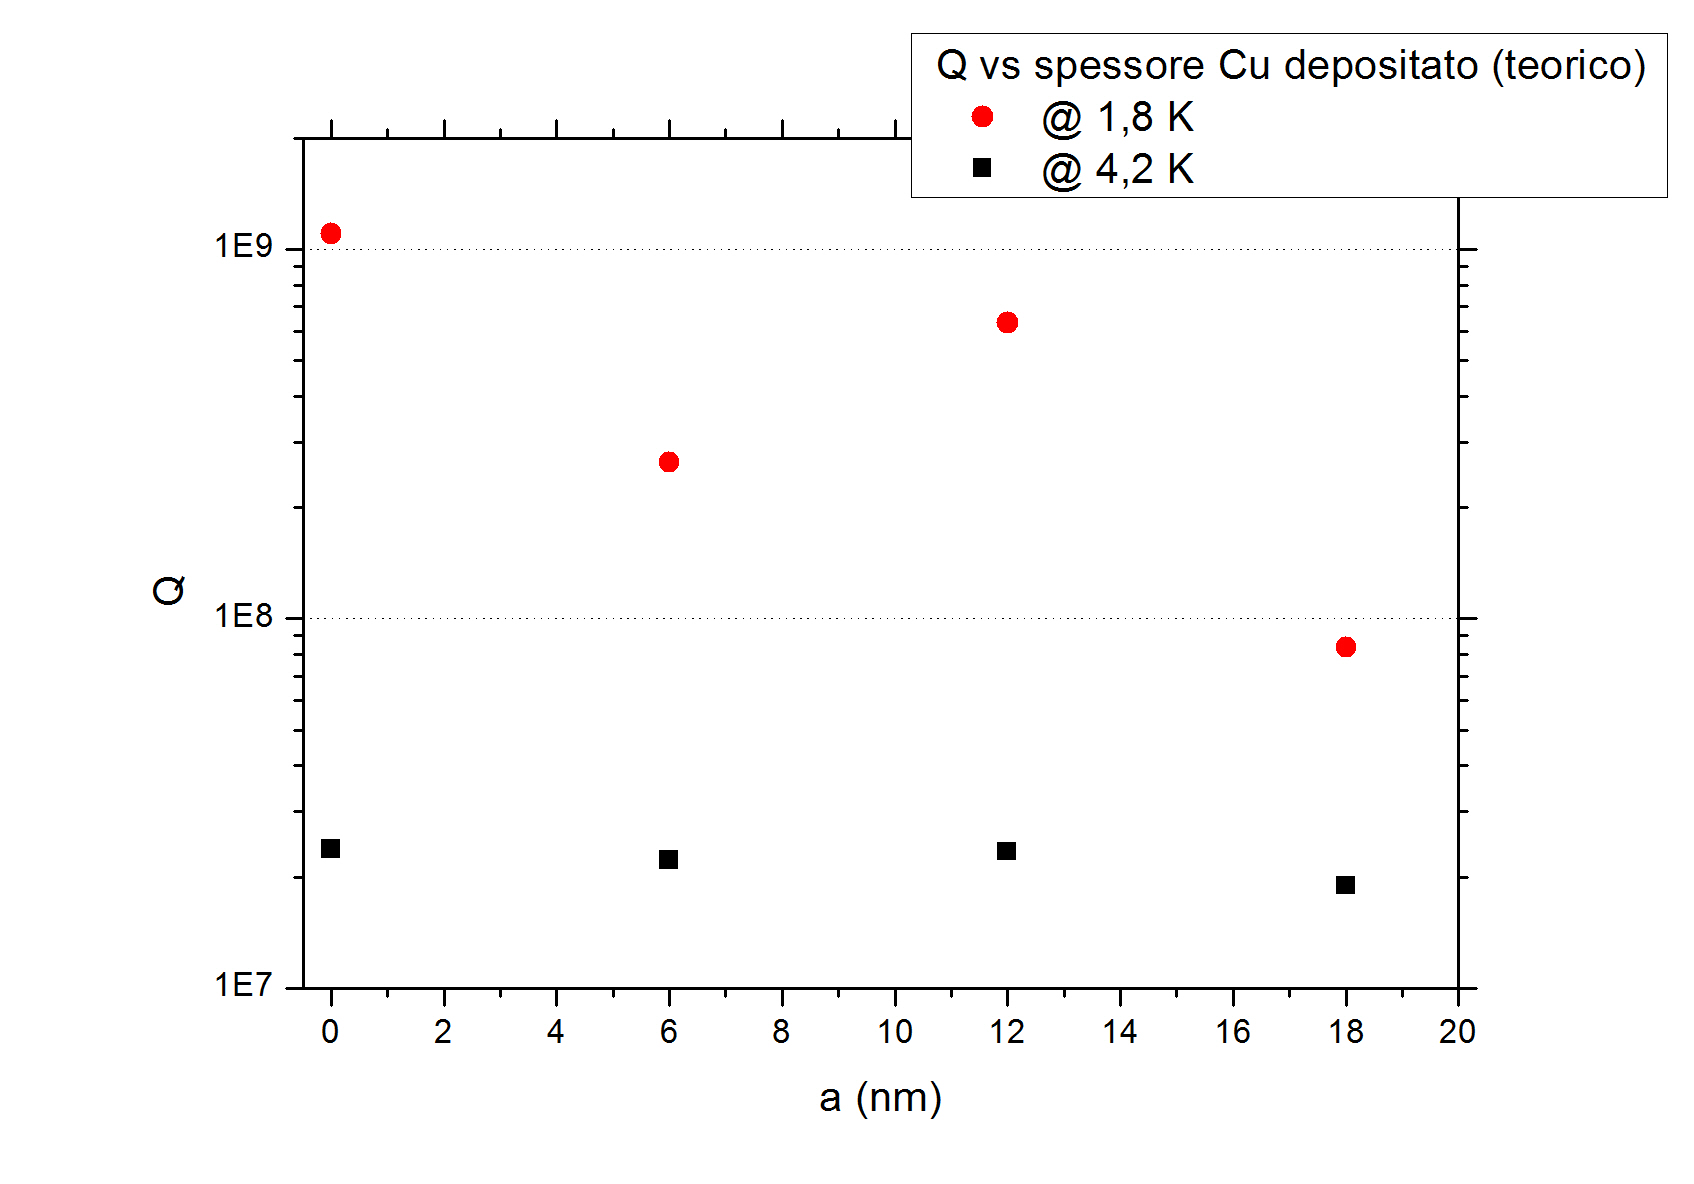 Q vs spessore Cu depositato (teorico)
@ 1,8 K
@ 4,2 K
1E9
1E8
1E7
Q
0 2 4 6 8 10 12 14 16 18 20
a (nm)